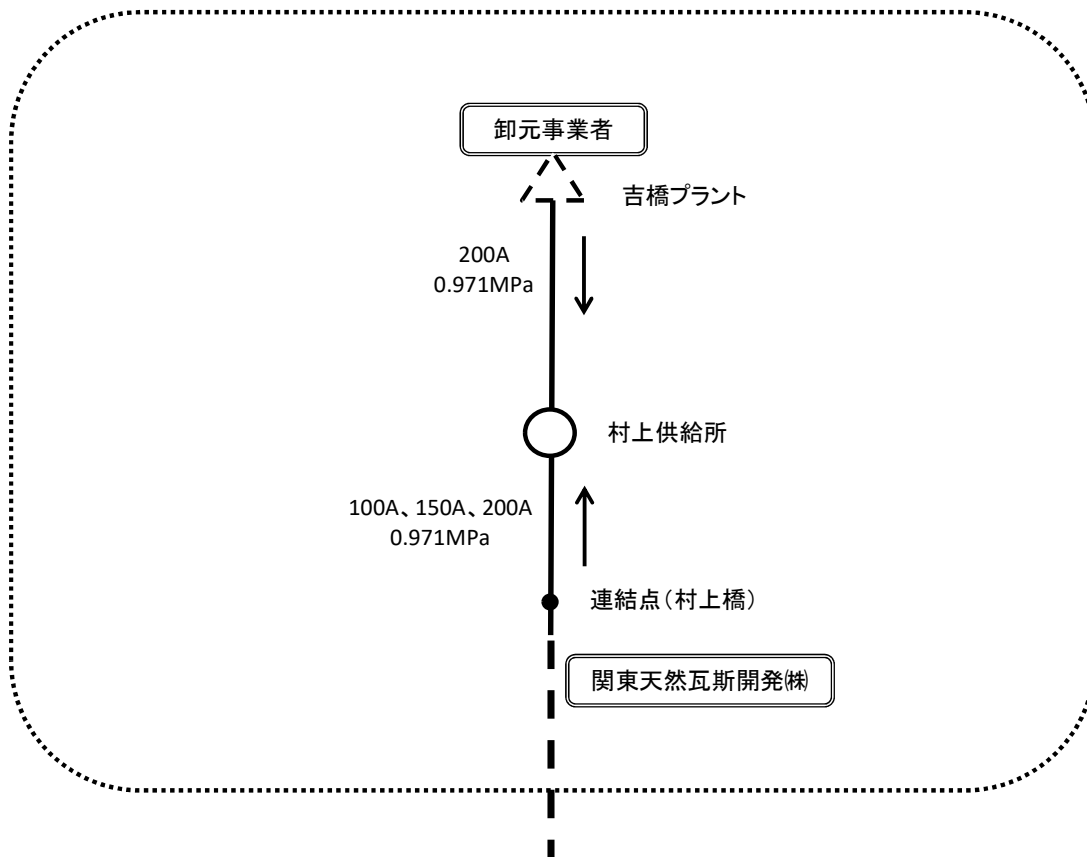 卸元事業者
吉橋プラント
200A
0.971MPa
村上供給所
100A、150A、200A
0.971MPa
連結点(村上橋)
関東天然瓦斯開発㈱